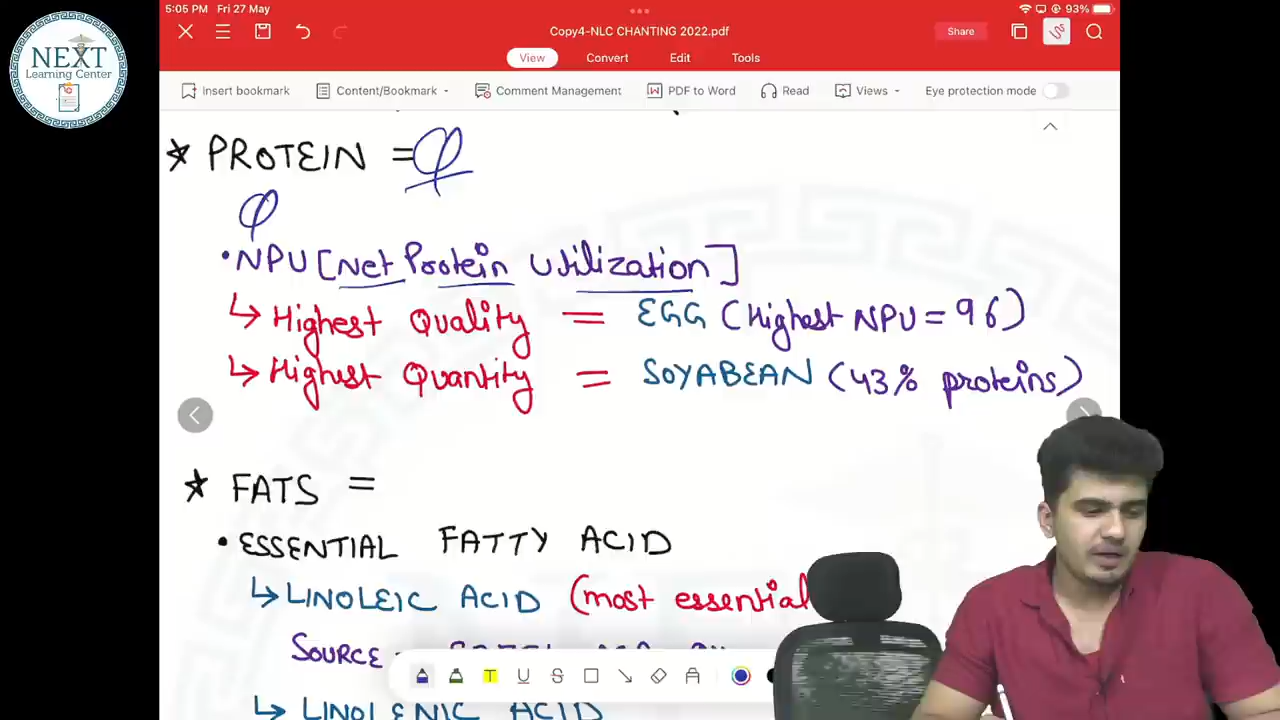 5:05 PM Fri 27 May
93%
NEXT
Learning Center
Copy4-NLC CHANTING 2022.pdf
Share
View Convert Edit Tools
Insert bookmark Content/Bookmark Comment Management PDF to Word Read Views Eye protection mode
* PROTEIN = φ
φ
• NPU [Net Protein Utilization]
↳ Highest Quality = EGG (Highest NPU = 96)
↳ Highest Quantity = SOYABEAN (43% proteins)
* FATS =
• ESSENTIAL FATTY ACID
↳ LINOLEIC ACID (most essential
SOURCE
↳ LINOLENIC ACID